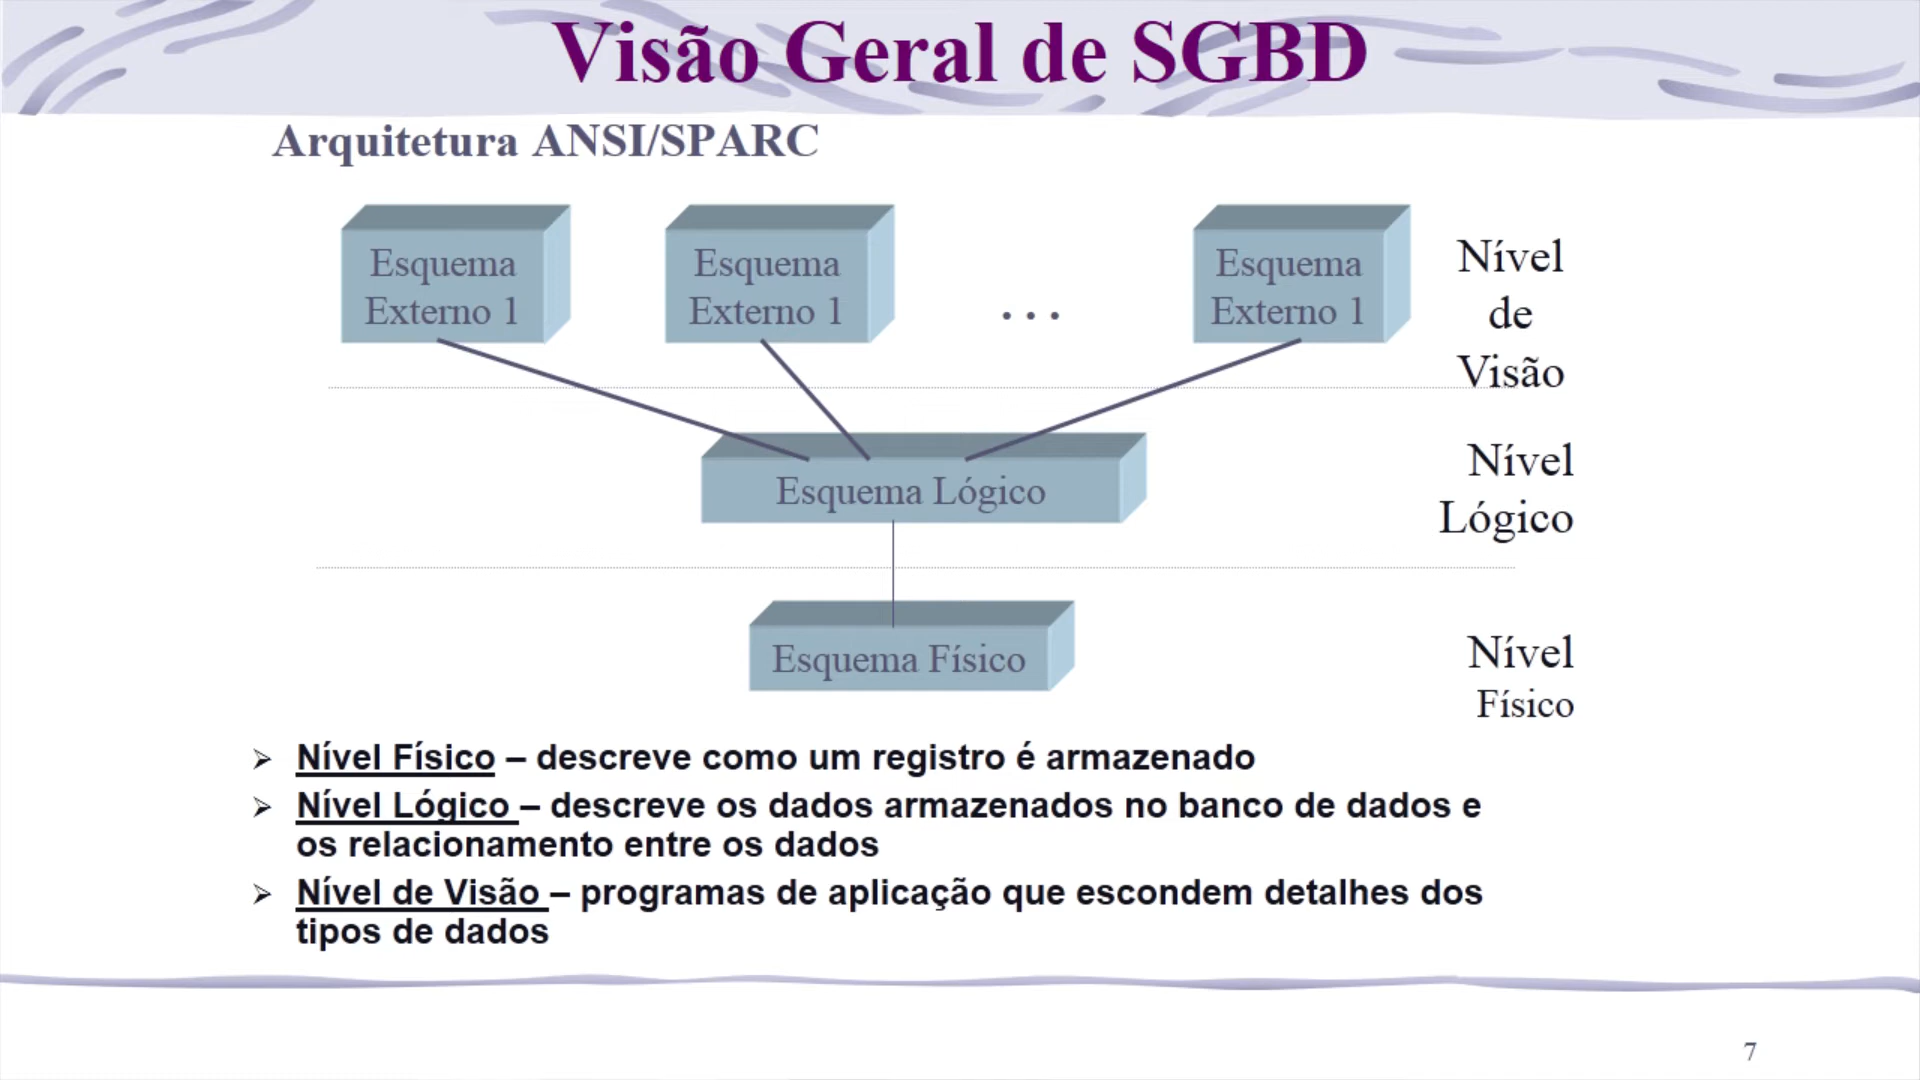 Visão Geral de SGBD
Arquitetura ANSI/SPARC
Esquema
Externo 1
Esquema
Externo 1
. . .
Esquema
Externo 1
Nível
de
Visão
Esquema Lógico
Nível
Lógico
Esquema Físico
Nível
Físico
➢ Nível Físico – descreve como um registro é armazenado
➢ Nível Lógico – descreve os dados armazenados no banco de dados e
os relacionamento entre os dados
➢ Nível de Visão – programas de aplicação que escondem detalhes dos
tipos de dados
7